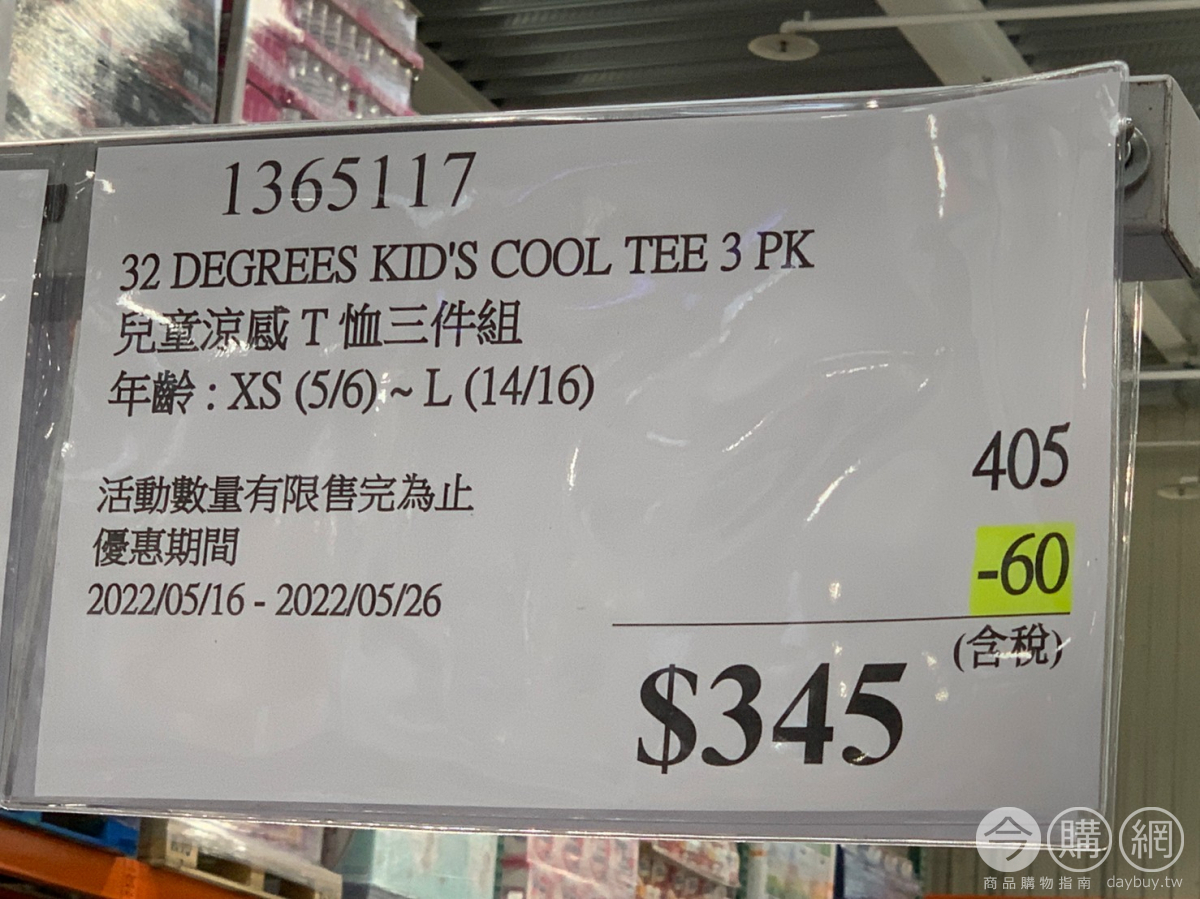 1365117
32 DEGREES KID'S COOL TEE 3 PK
兒童涼感 T 恤三件組
年齡 : XS (5/6) ~ L (14/16)
405
活動數量有限售完為止
優惠期間
-60
2022/05/16 - 2022/05/26
(含稅)
$345
今購網
商品購物指南 daybuy.tw